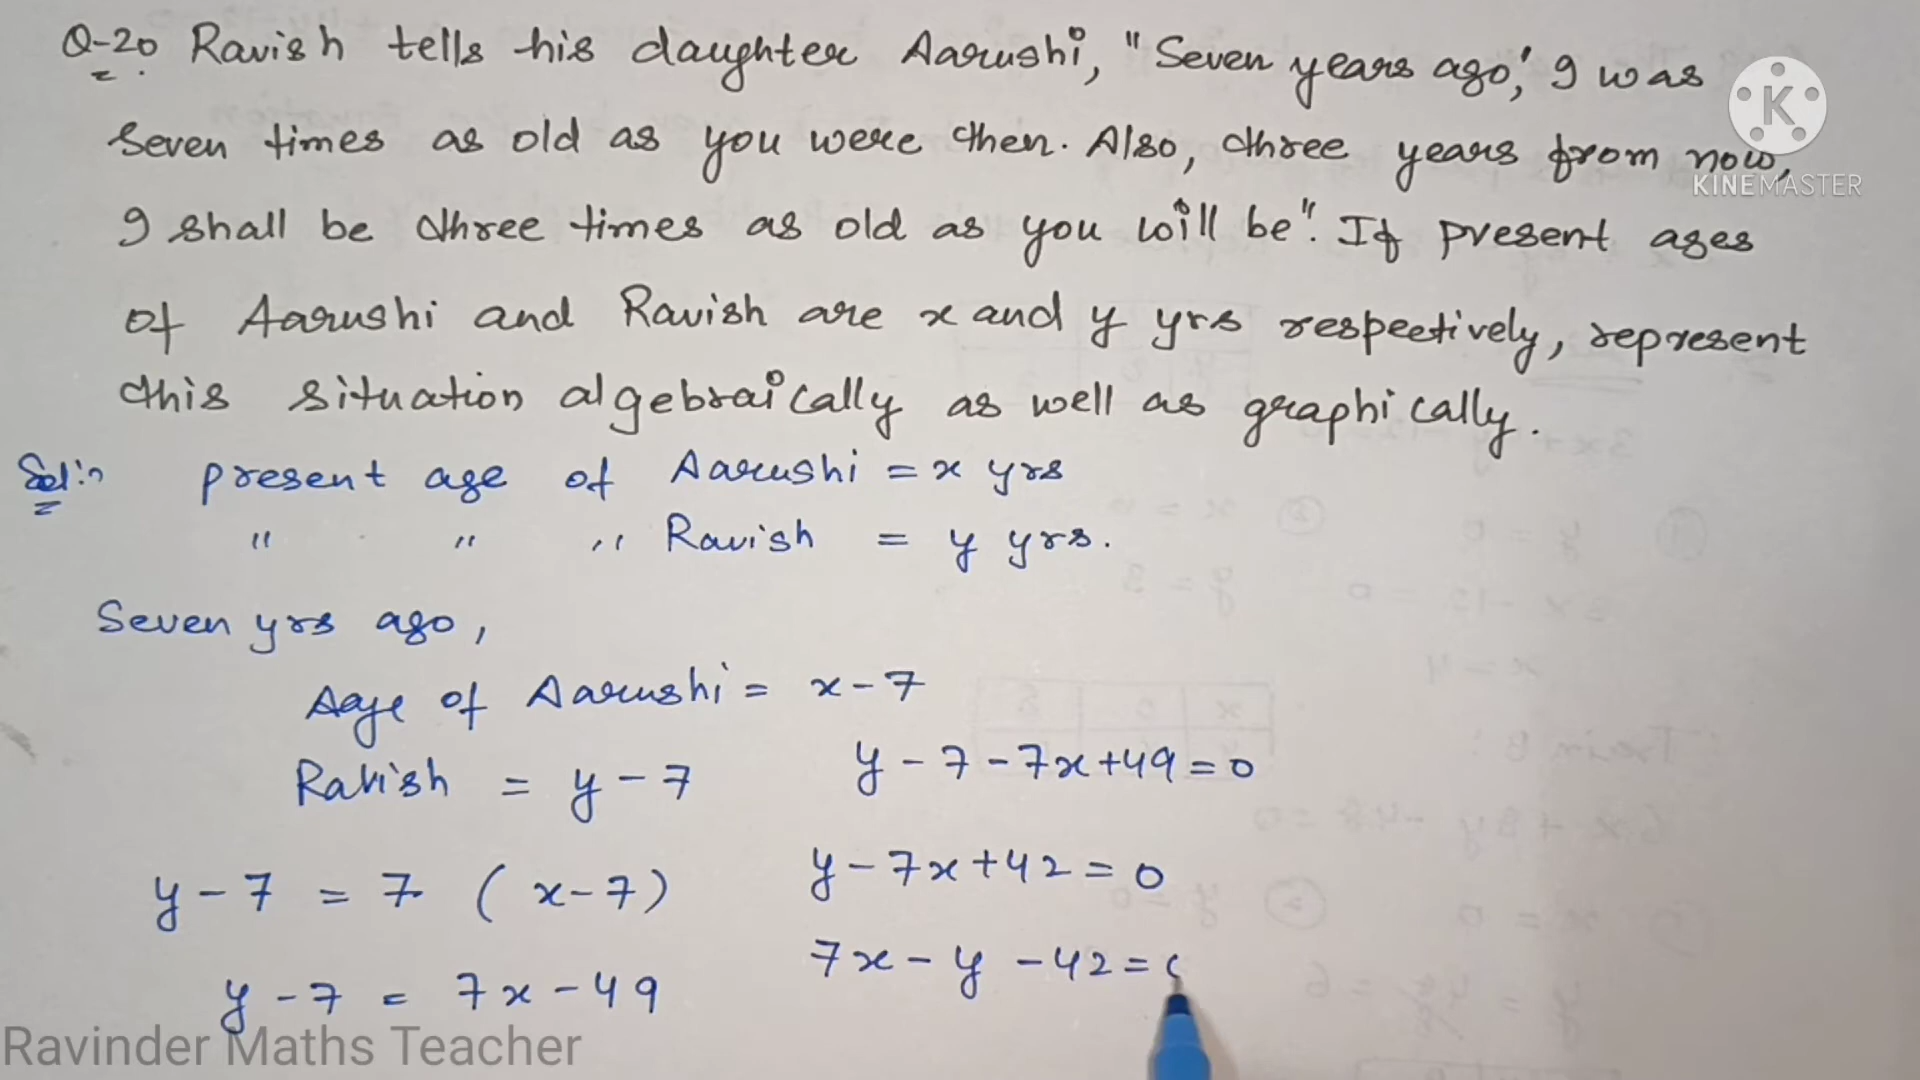 Q-20 Ravish tells his daughter Aarushi, "Seven years ago', I was
seven times as old as you were then. Also, three years from now,
I shall be three times as old as you will be". If present ages
of Aarushi and Ravish are x and y yrs respectively, represent
this situation algebraically as well as graphically.
Sol:n present age of Aarushi = x yrs
" " " Ravish = y yrs.
Seven yrs ago,
Age of Aarushi = x-7
Ravish = y-7
y-7 = 7 (x-7)
y-7 = 7x-49
y-7-7x+49=0
y-7x+42=0
7x-y-42=0
K
KINEMASTER
Ravinder Maths Teacher